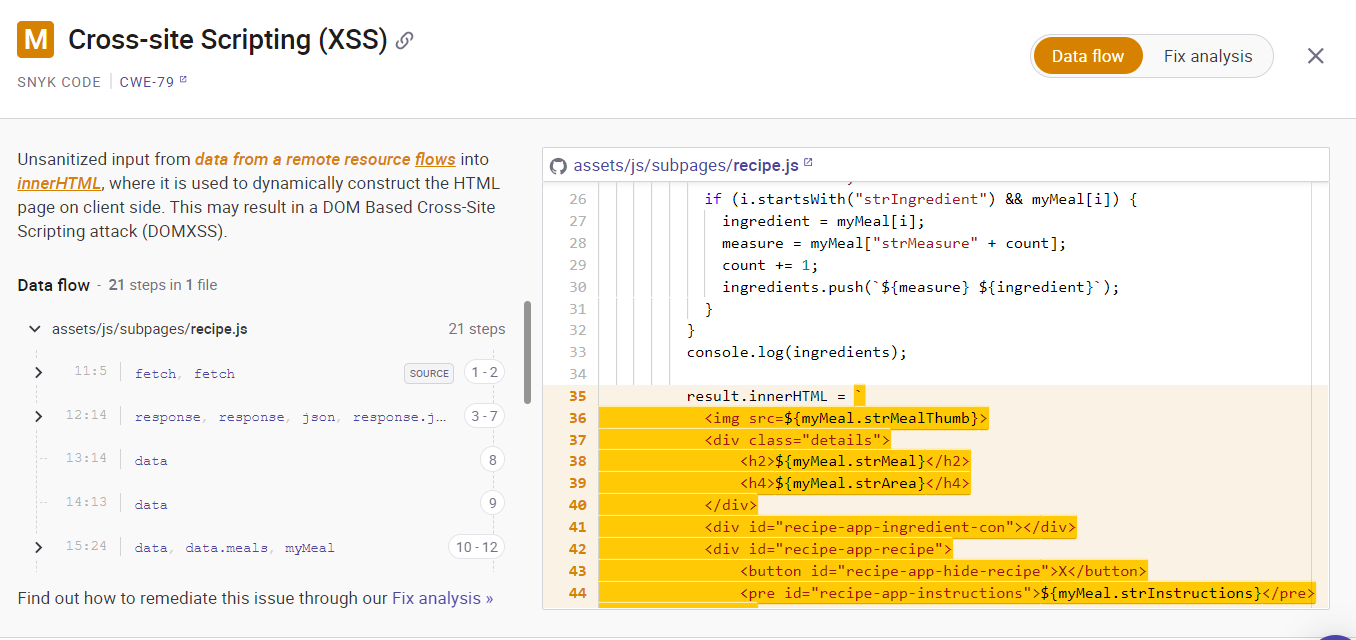 M Cross-site Scripting (XSS)
SNYK CODE | CWE-79
Data flow Fix analysis
Unsanitized input from data from a remote resource flows into
innerHTML, where it is used to dynamically construct the HTML
page on client side. This may result in a DOM Based Cross-Site
Scripting attack (DOMXSS).
Data flow - 21 steps in 1 file
assets/js/subpages/recipe.js 21 steps
11:5 fetch, fetch SOURCE 1 - 2
12:14 response, response, json, response.j... 3 - 7
13:14 data 8
14:13 data 9
15:24 data, data.meals, myMeal 10 - 12
Find out how to remediate this issue through our Fix analysis »
assets/js/subpages/recipe.js
26 if (i.startsWith("strIngredient") && myMeal[i]) {
27 ingredient = myMeal[i];
28 measure = myMeal["strMeasure" + count];
29 count += 1;
30 ingredients.push(`${measure} ${ingredient}`);
31 }
32 }
33 console.log(ingredients);
34
35 result.innerHTML = `
36 <img src=${myMeal.strMealThumb}>
37 <div class="details">
38 <h2>${myMeal.strMeal}</h2>
39 <h4>${myMeal.strArea}</h4>
40 </div>
41 <div id="recipe-app-ingredient-con"></div>
42 <div id="recipe-app-recipe">
43 <button id="recipe-app-hide-recipe">X</button>
44 <pre id="recipe-app-instructions">${myMeal.strInstructions}</pre>